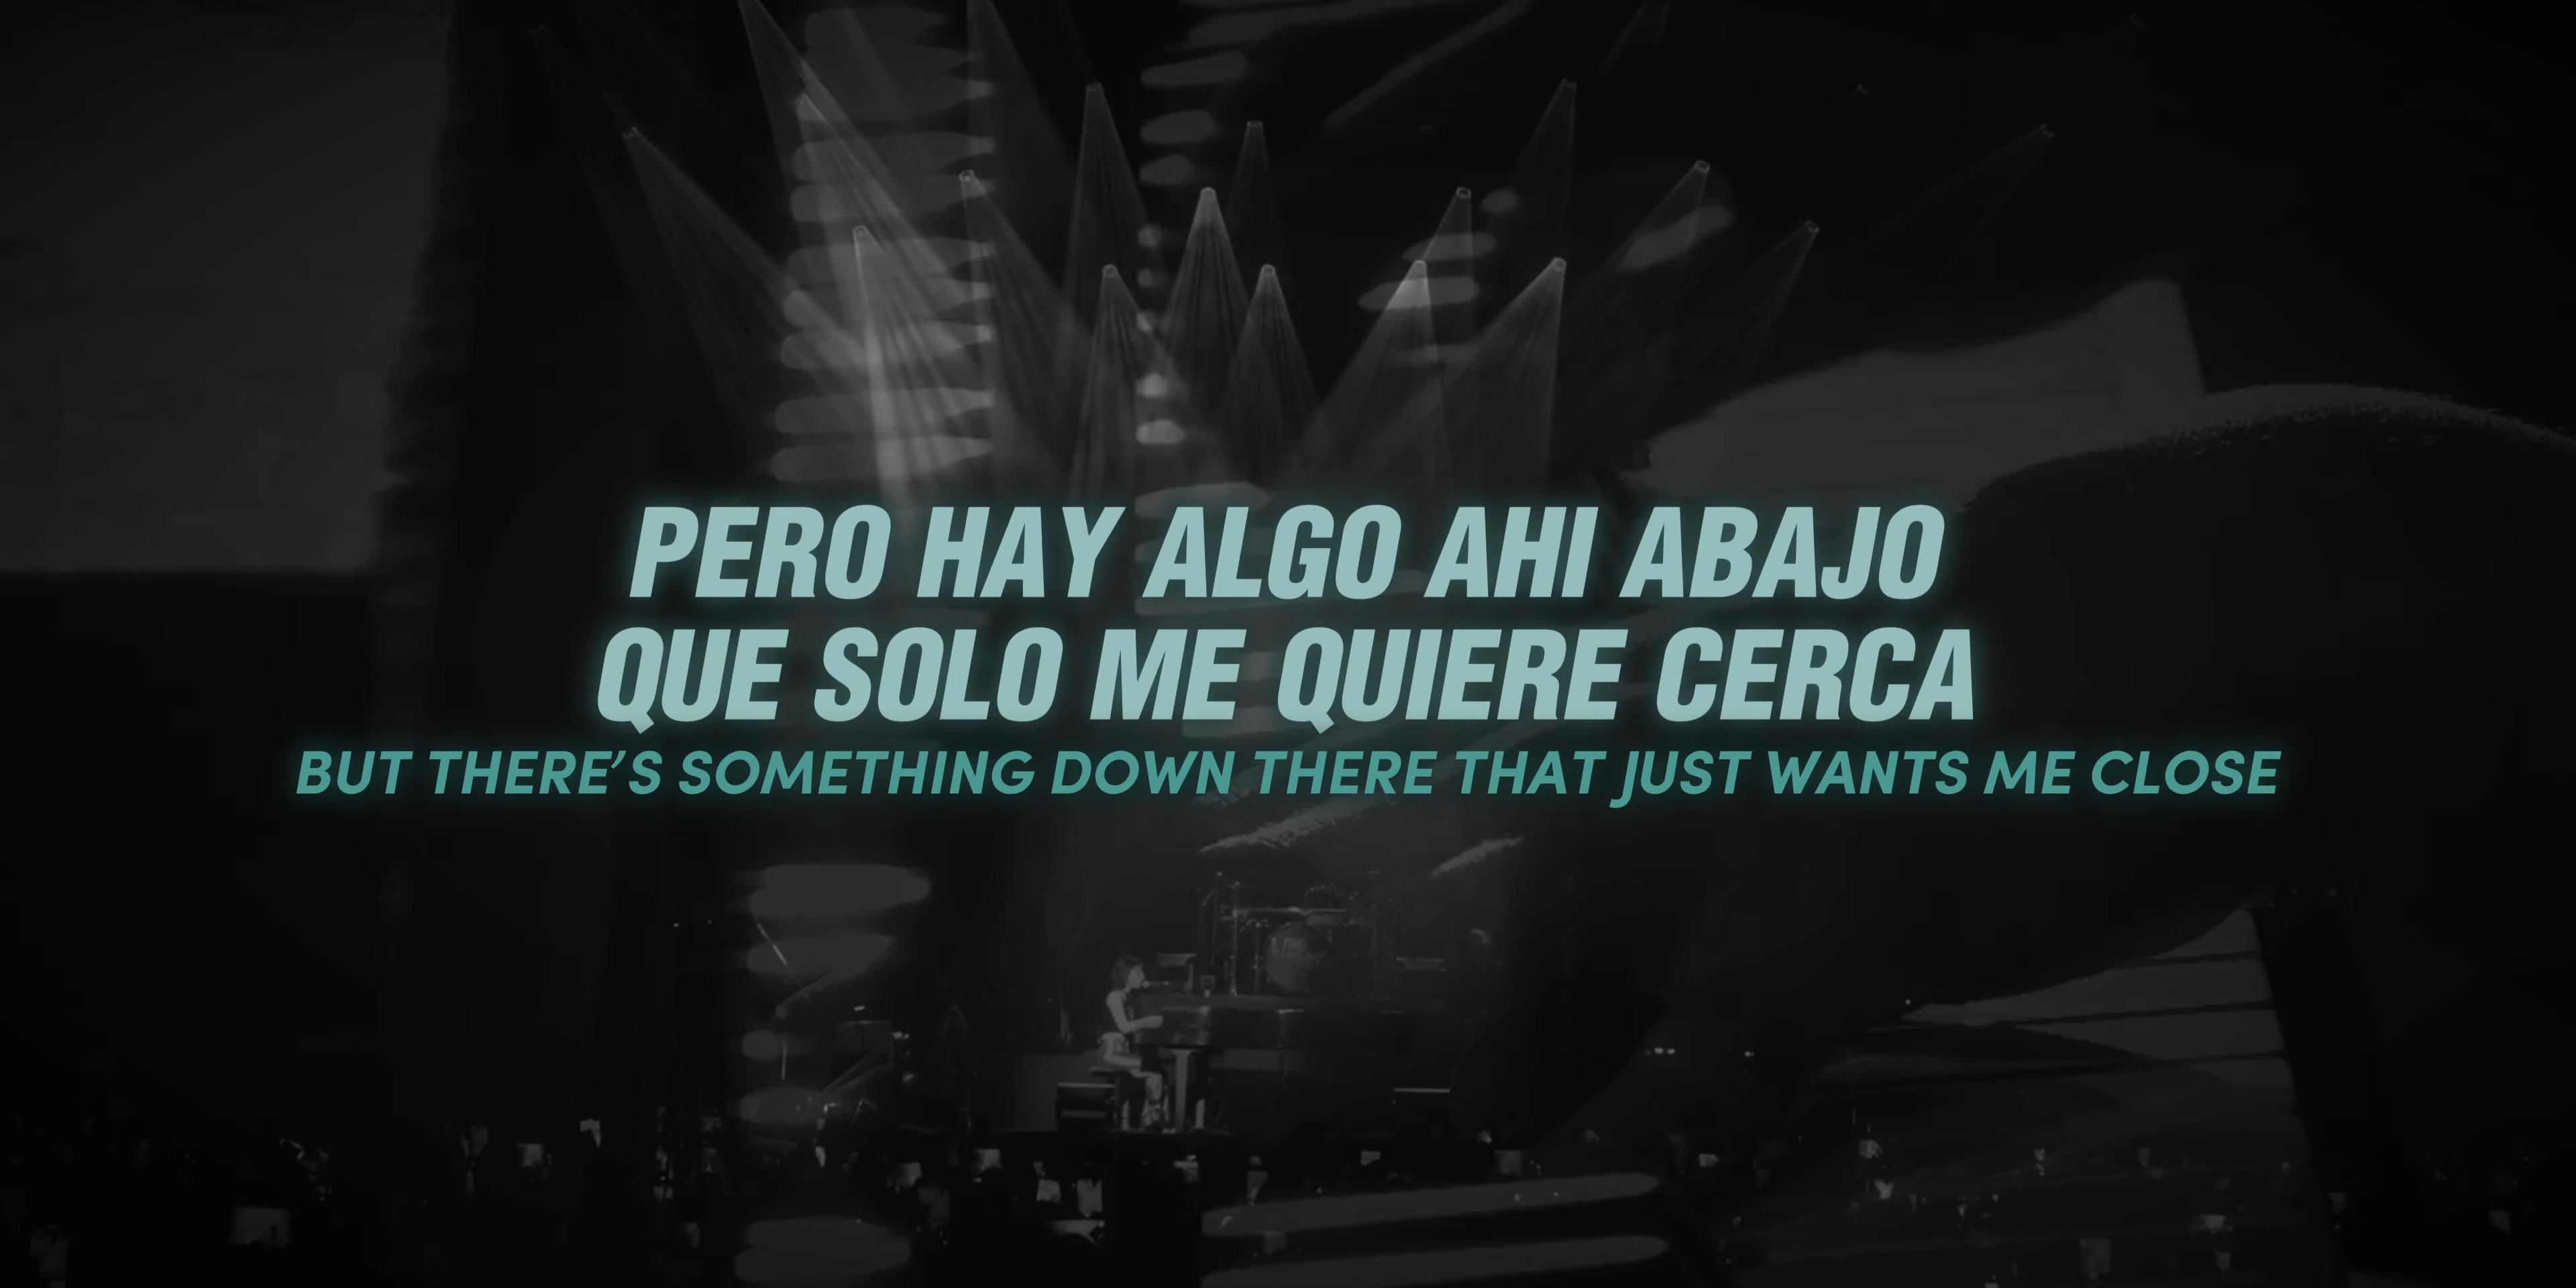 PERO HAY ALGO AHI ABAJO
QUE SOLO ME QUIERE CERCA
BUT THERE’S SOMETHING DOWN THERE THAT JUST WANTS ME CLOSE